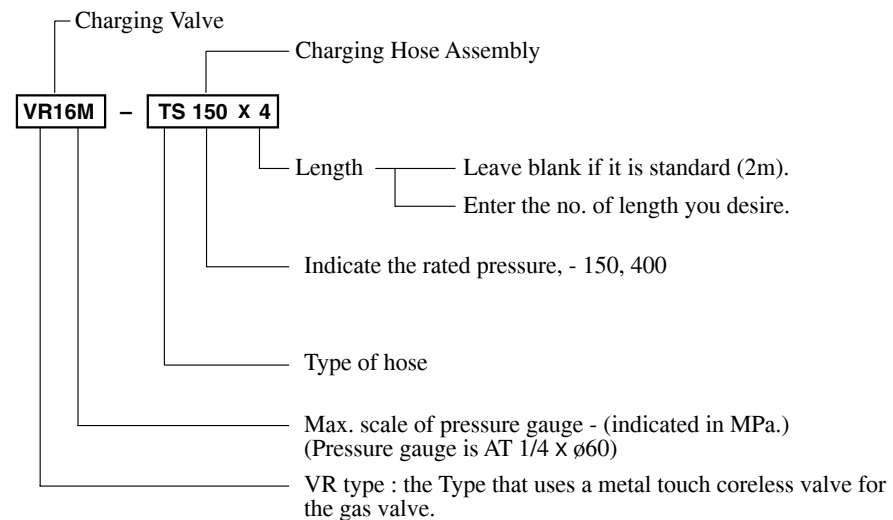 Charging Valve
Charging Hose Assembly
VR16M – TS 150 x 4
Length
Leave blank if it is standard (2m).
Enter the no. of length you desire.
Indicate the rated pressure, - 150, 400
Type of hose
Max. scale of pressure gauge - (indicated in MPa.)
(Pressure gauge is AT 1/4 x ø60)
VR type : the Type that uses a metal touch coreless valve for
the gas valve.